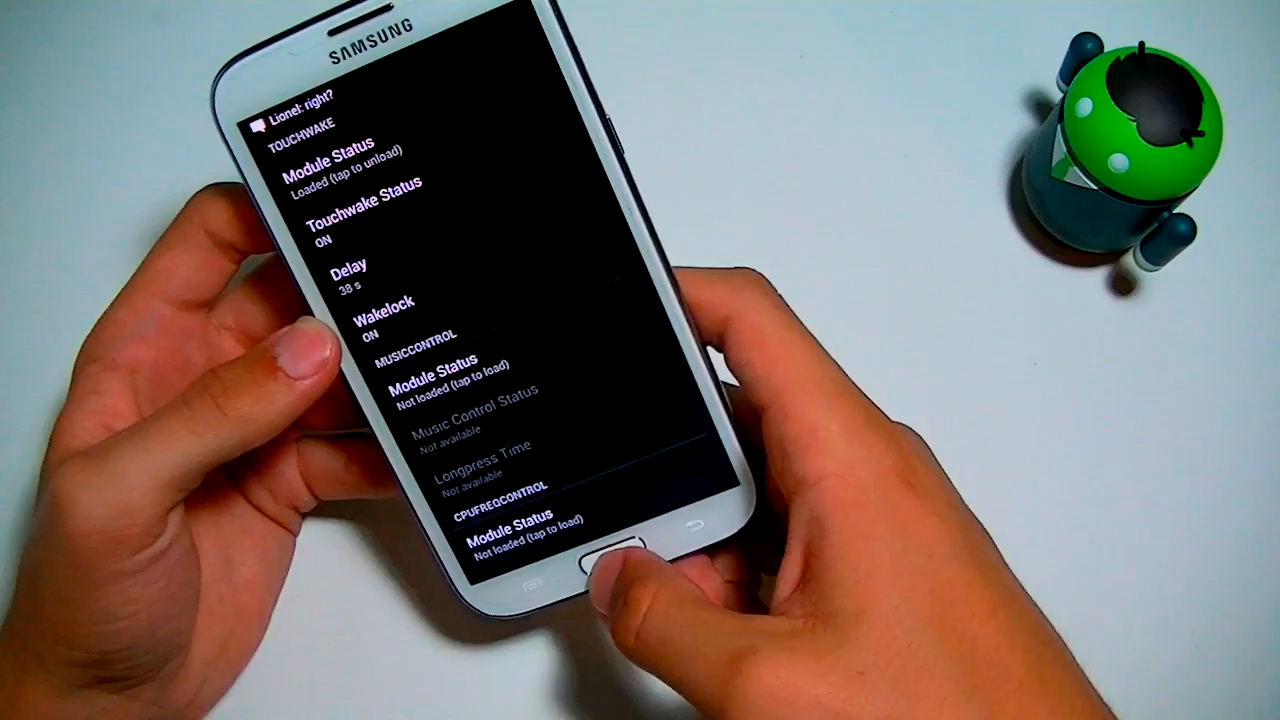 SAMSUNG
Lionel: right?
TOUCHWAKE
Module Status
Loaded (tap to unload)
Touchwake Status
ON
Delay
38 s
Wakelock
ON
MUSICCONTROL
Module Status
Not loaded (tap to load)
Music Control Status
Not available
Longpress Time
Not available
CPUFREQCONTROL
Module Status
Not loaded (tap to load)